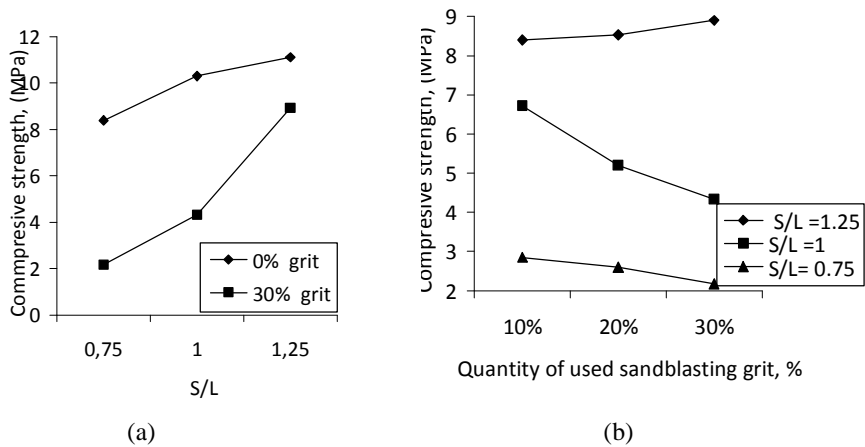 Commpresive strength, (MPa)
12
10
8
6
4
2
0
0,75 1 1,25
S/L
0% grit
30% grit
(a)
Compressive strength, (MPa)
9
8
7
6
5
4
3
2
10% 20% 30%
Quantity of used sandblasting grit, %
S/L =1.25
S/L =1
S/L= 0.75
(b)